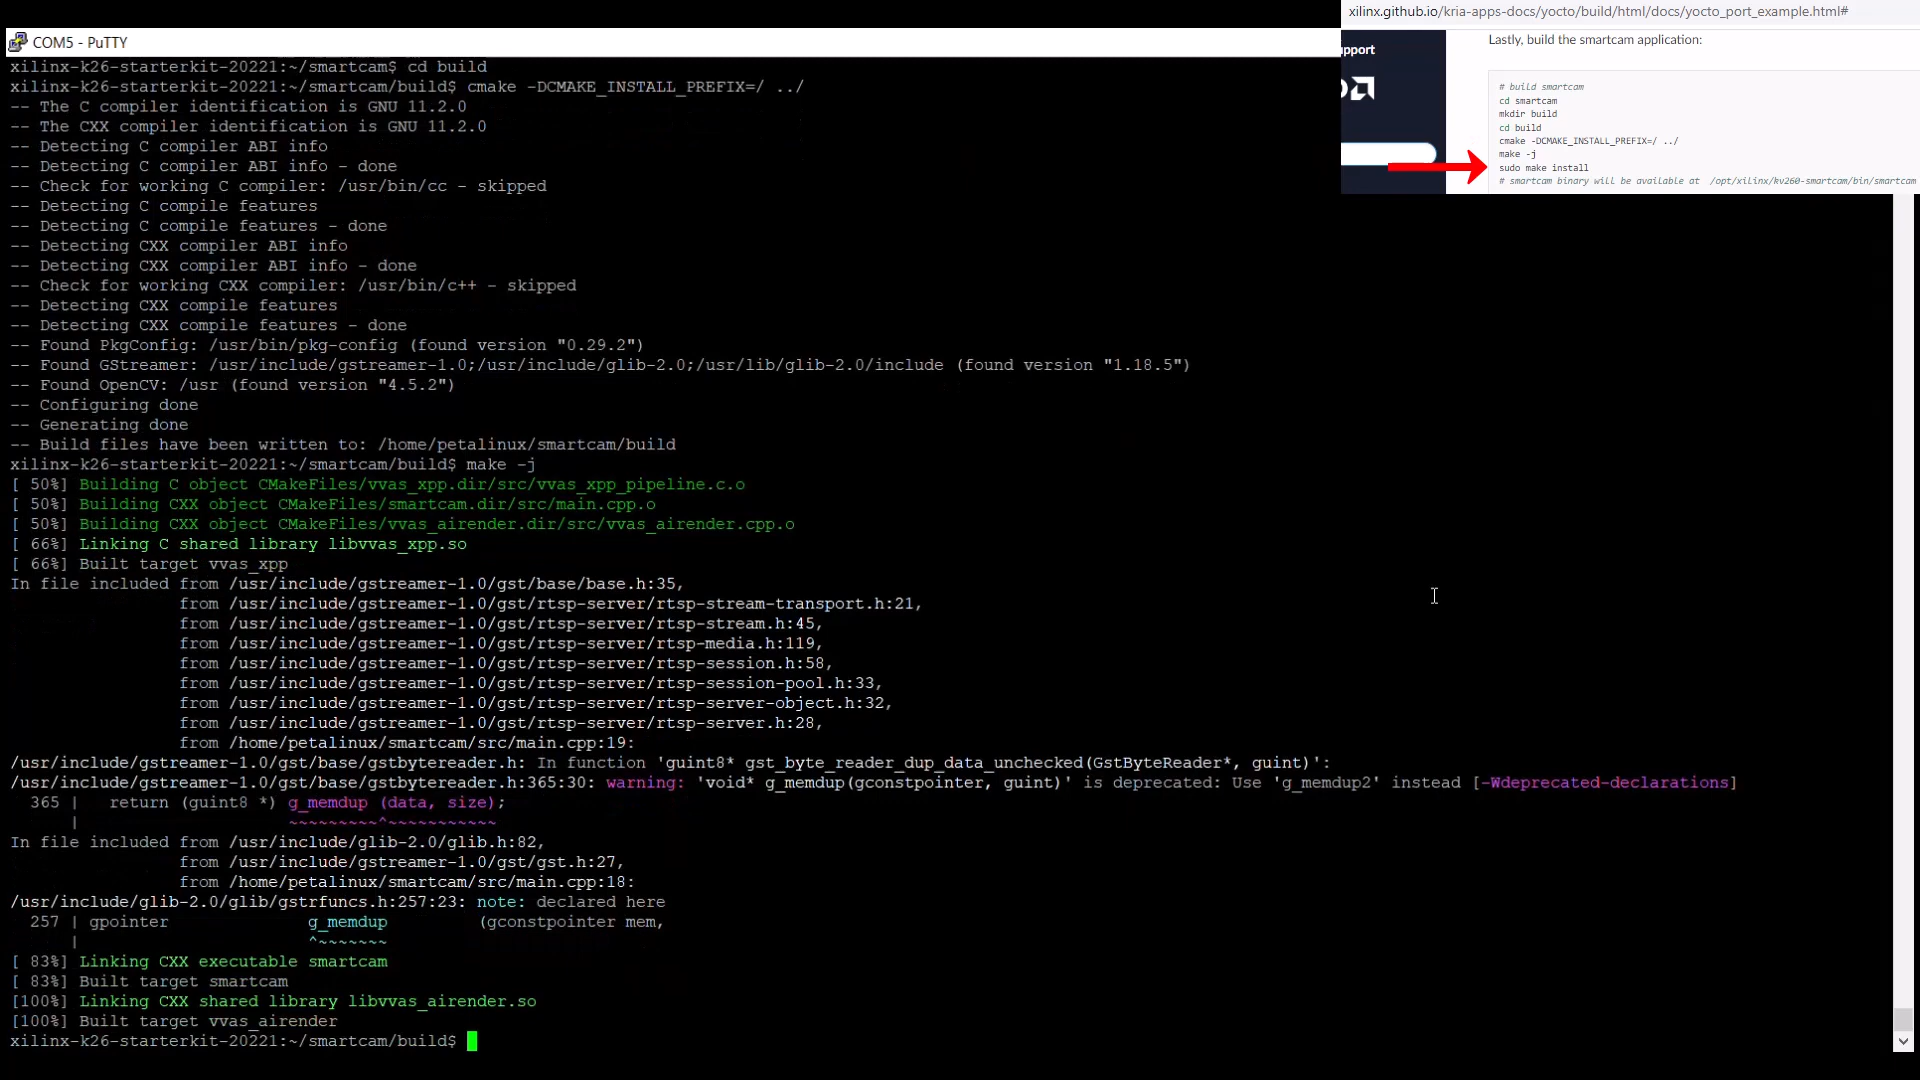 xilinx.github.io/kria-apps-docs/yocto/build/html/docs/yocto_port_example.html#
COM5 - PuTTY
pport
Lastly, build the smartcam application:
# build smartcam
cd smartcam
mkdir build
cd build
cmake -DCMAKE_INSTALL_PREFIX=/ ../
make -j
sudo make install
# smartcam binary will be available at /opt/xilinx/kv260-smartcam/bin/smartcam
xilinx-k26-starterkit-20221:~/smartcam$ cd build
xilinx-k26-starterkit-20221:~/smartcam/build$ cmake -DCMAKE_INSTALL_PREFIX=/ ../
-- The C compiler identification is GNU 11.2.0
-- The CXX compiler identification is GNU 11.2.0
-- Detecting C compiler ABI info
-- Detecting C compiler ABI info - done
-- Check for working C compiler: /usr/bin/cc - skipped
-- Detecting C compile features
-- Detecting C compile features - done
-- Detecting CXX compiler ABI info
-- Detecting CXX compiler ABI info - done
-- Check for working CXX compiler: /usr/bin/c++ - skipped
-- Detecting CXX compile features
-- Detecting CXX compile features - done
-- Found PkgConfig: /usr/bin/pkg-config (found version "0.29.2")
-- Found GStreamer: /usr/include/gstreamer-1.0;/usr/include/glib-2.0;/usr/lib/glib-2.0/include (found version "1.18.5")
-- Found OpenCV: /usr (found version "4.5.2")
-- Configuring done
-- Generating done
-- Build files have been written to: /home/petalinux/smartcam/build
xilinx-k26-starterkit-20221:~/smartcam/build$ make -j
[ 50%] Building C object CMakeFiles/vvas_xpp.dir/src/vvas_xpp_pipeline.c.o
[ 50%] Building CXX object CMakeFiles/smartcam.dir/src/main.cpp.o
[ 50%] Building CXX object CMakeFiles/vvas_airender.dir/src/vvas_airender.cpp.o
[ 66%] Linking C shared library libvvas_xpp.so
[ 66%] Built target vvas_xpp
In file included from /usr/include/gstreamer-1.0/gst/base/base.h:35,
from /usr/include/gstreamer-1.0/gst/rtsp-server/rtsp-stream-transport.h:21,
from /usr/include/gstreamer-1.0/gst/rtsp-server/rtsp-stream.h:45,
from /usr/include/gstreamer-1.0/gst/rtsp-server/rtsp-media.h:119,
from /usr/include/gstreamer-1.0/gst/rtsp-server/rtsp-session.h:58,
from /usr/include/gstreamer-1.0/gst/rtsp-server/rtsp-session-pool.h:33,
from /usr/include/gstreamer-1.0/gst/rtsp-server/rtsp-server-object.h:32,
from /usr/include/gstreamer-1.0/gst/rtsp-server/rtsp-server.h:28,
from /home/petalinux/smartcam/src/main.cpp:19:
/usr/include/gstreamer-1.0/gst/base/gstbytereader.h: In function 'guint8* gst_byte_reader_dup_data_unchecked(GstByteReader*, guint)':
/usr/include/gstreamer-1.0/gst/base/gstbytereader.h:365:30: warning: 'void* g_memdup(gconstpointer, guint)' is deprecated: Use 'g_memdup2' instead [-Wdeprecated-declarations]
365 |   return (guint8 *) g_memdup (data, size);
|                     ~~~~~~~~~^~~~~~~~~~~~
In file included from /usr/include/glib-2.0/glib.h:82,
from /usr/include/gstreamer-1.0/gst/gst.h:27,
from /home/petalinux/smartcam/src/main.cpp:18:
/usr/include/glib-2.0/glib/gstrfuncs.h:257:23: note: declared here
257 | gpointer              g_memdup         (gconstpointer mem,
|                       ^~~~~~~~
[ 83%] Linking CXX executable smartcam
[ 83%] Built target smartcam
[100%] Linking CXX shared library libvvas_airender.so
[100%] Built target vvas_airender
xilinx-k26-starterkit-20221:~/smartcam/build$